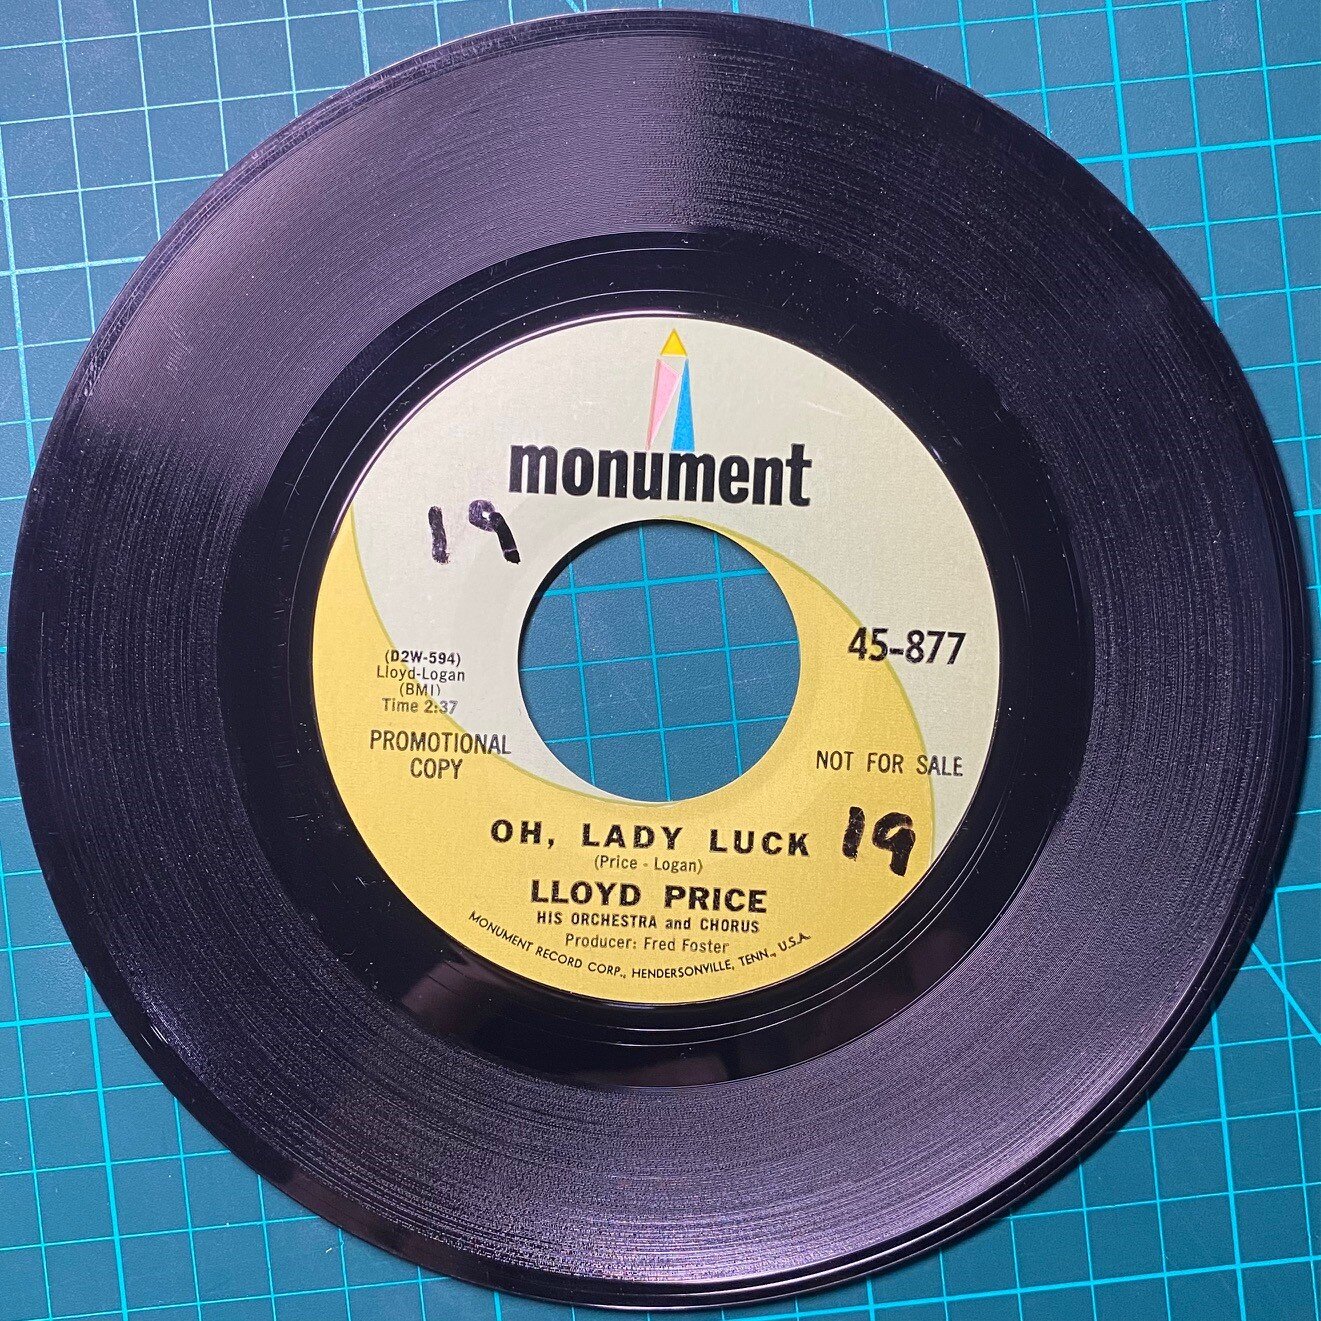 monument
19
45-877
(D2W-594)
Lloyd-Logan
(BMI)
Time 2:37
PROMOTIONAL
COPY
NOT FOR SALE
OH, LADY LUCK
19
(Price - Logan)
LLOYD PRICE
HIS ORCHESTRA and CHORUS
Producer: Fred Foster
MONUMENT RECORD CORP., HENDERSONVILLE, TENN., U.S.A.